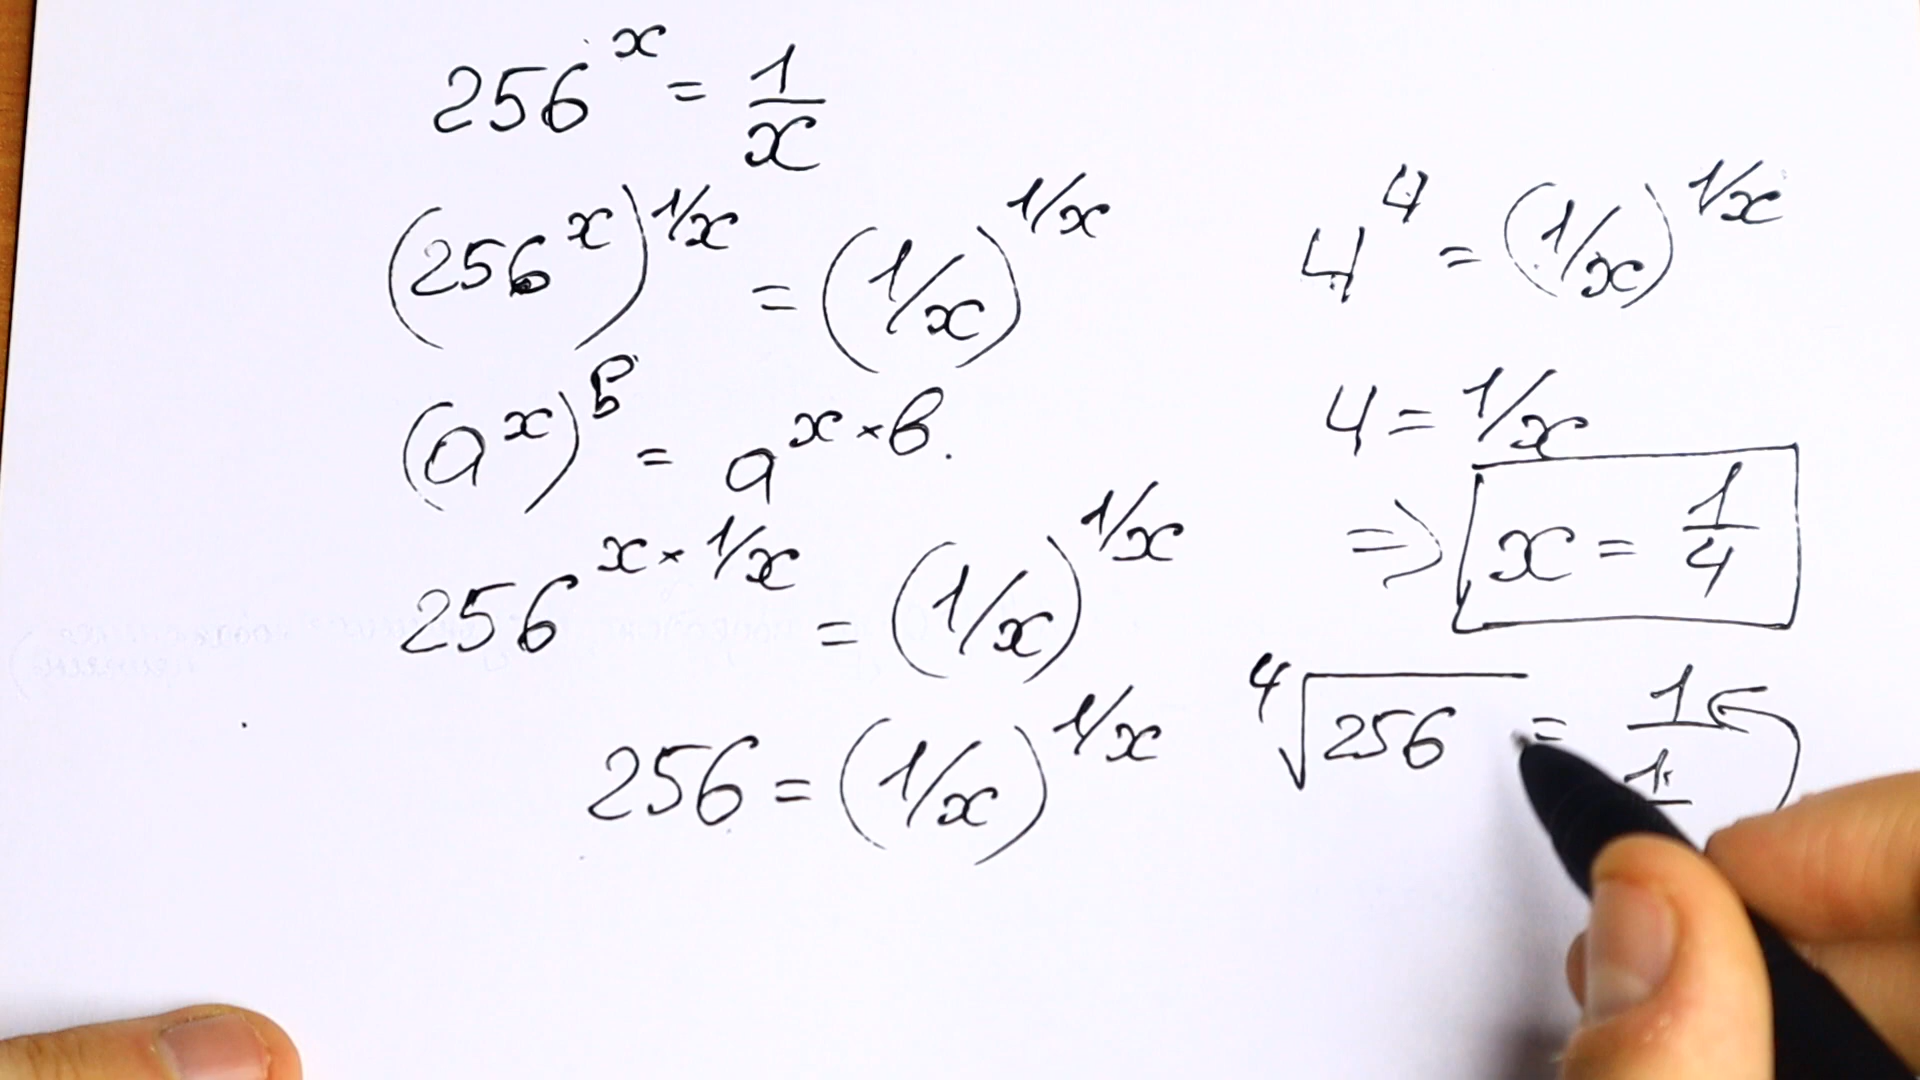 256^x = 1/x
(256^x)^1/x = (1/x)^1/x
(a^x)^b = a^x×b.
256^x×1/x = (1/x)^1/x
256 = (1/x)^1/x
4^4 = (1/x)^1/x
4 = 1/x
=> x = 1/4
⁴√256 = 1/1/